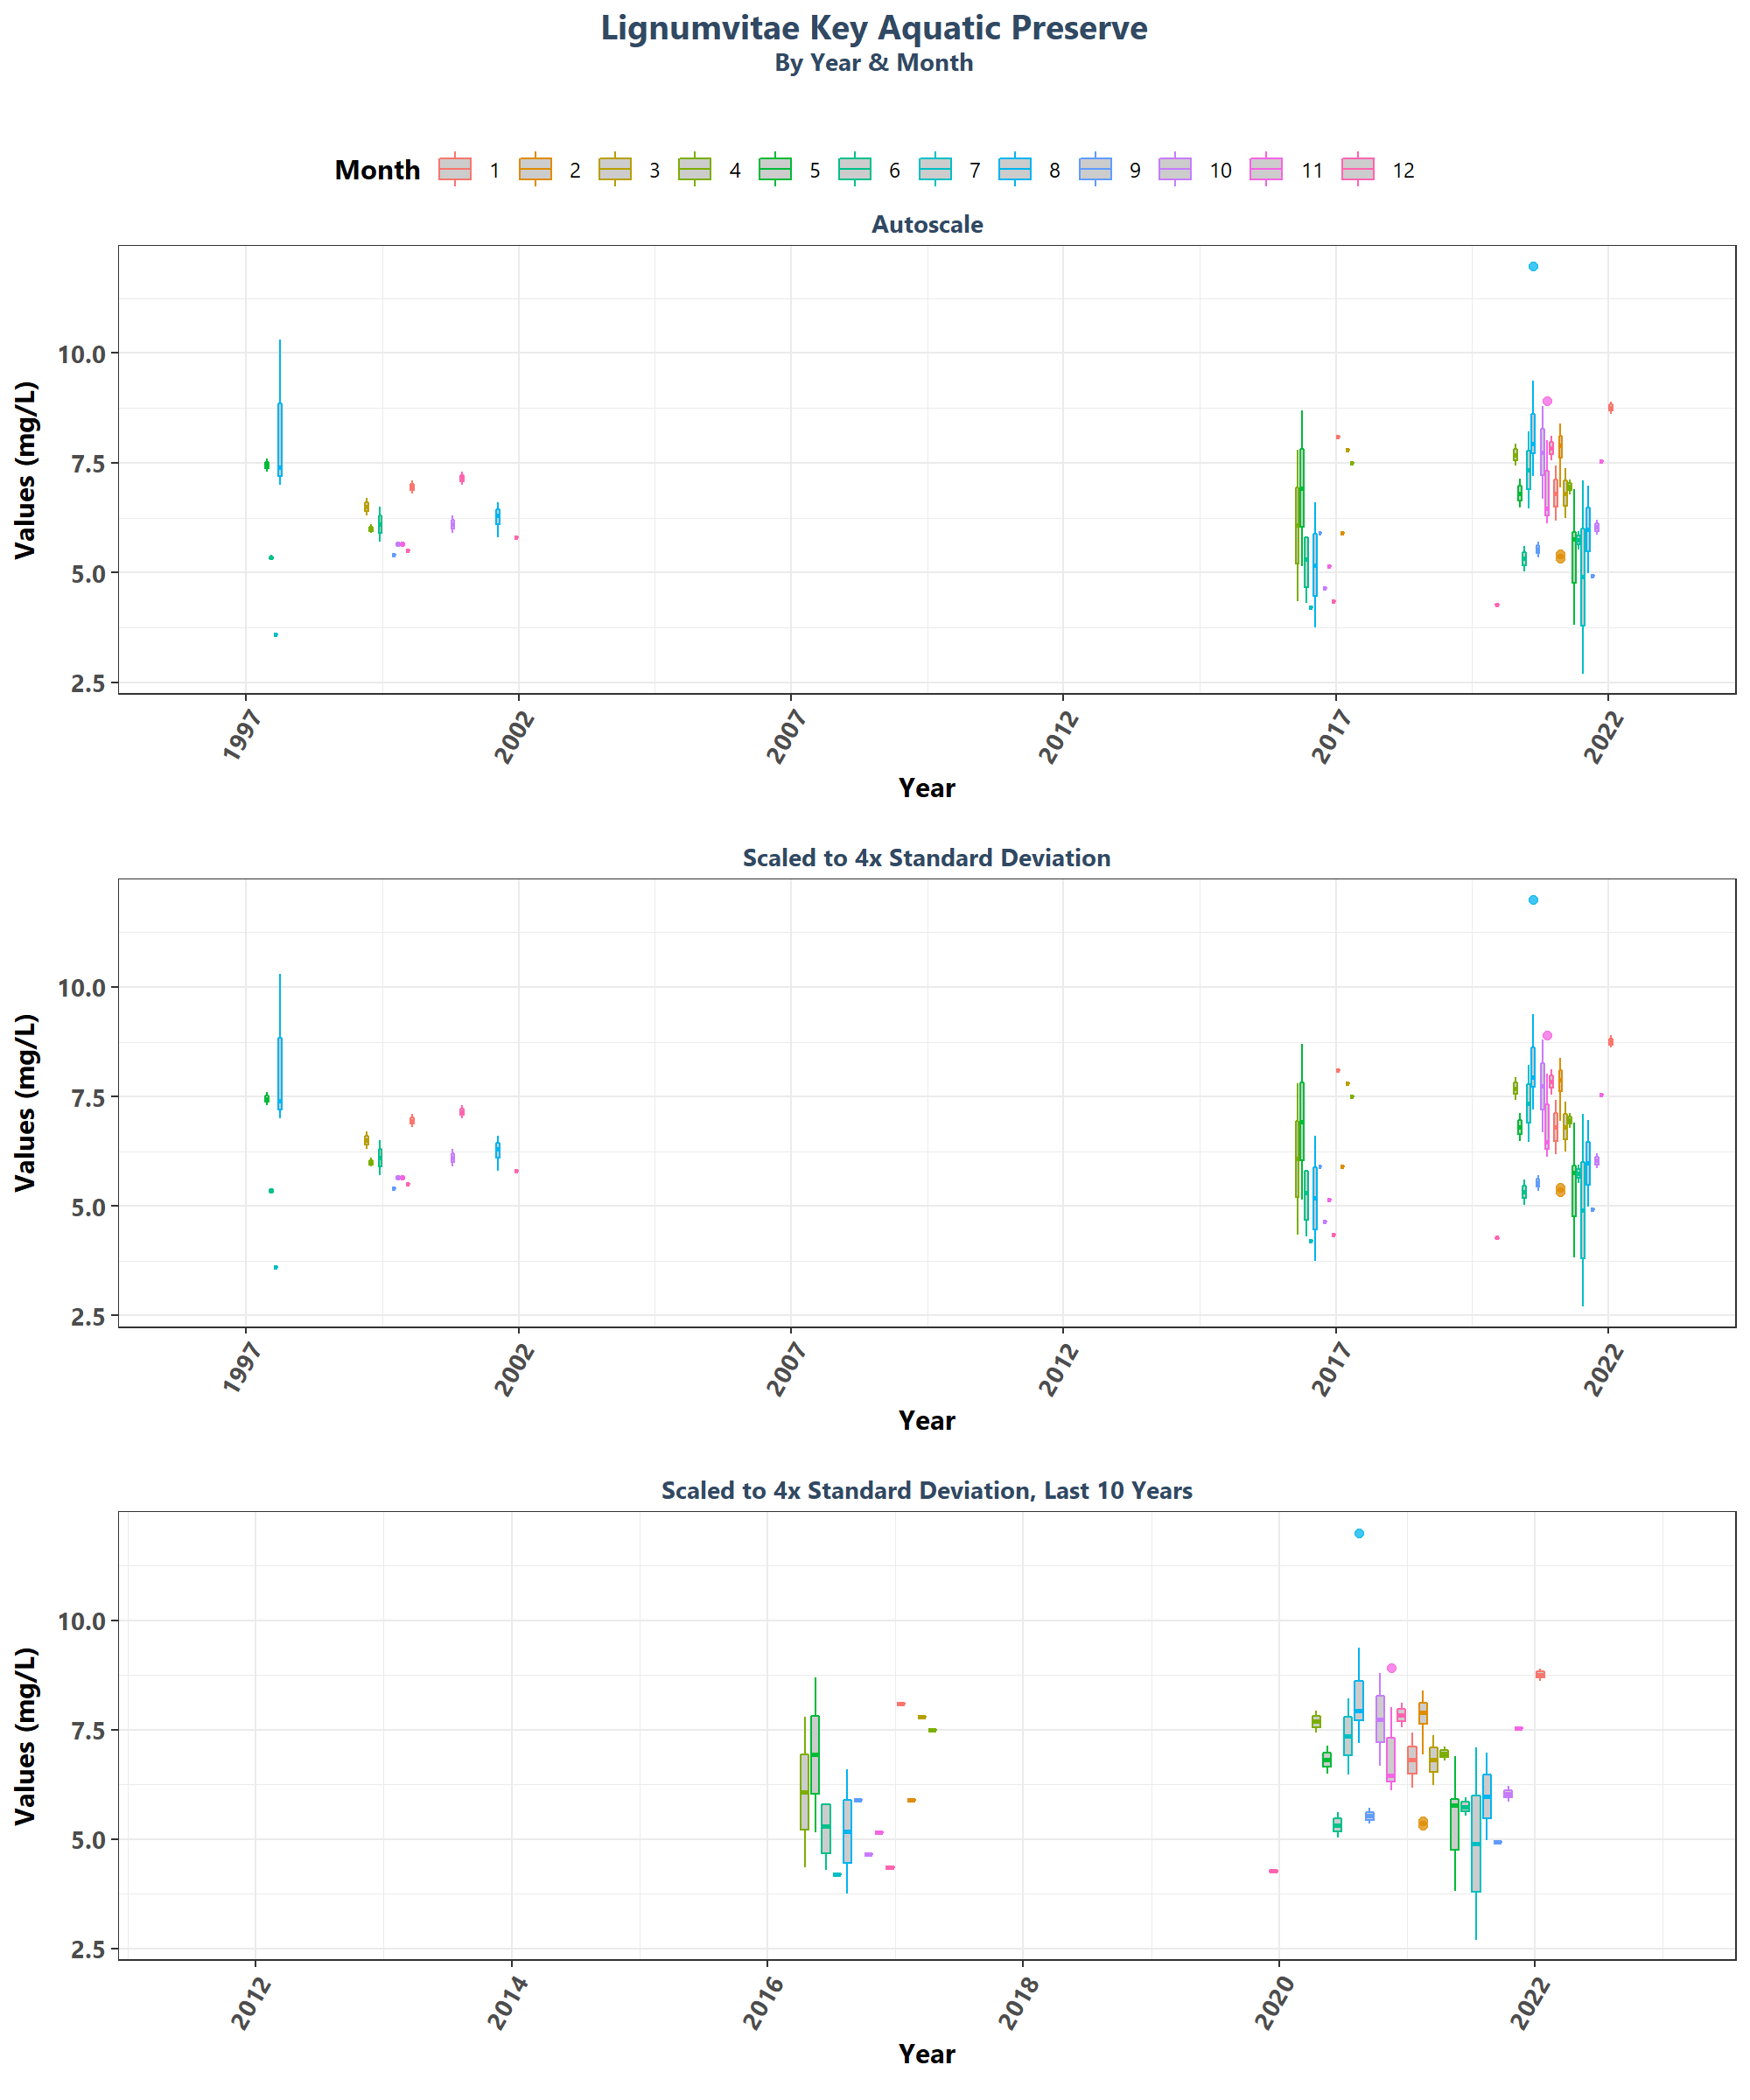 Lignumvitae Key Aquatic Preserve
By Year & Month
Month 1 2 3 4 5 6 7 8 9 10 11 12
Autoscale
Values (mg/L)
10.0
7.5
5.0
2.5
1997 2002 2007 2012 2017 2022
Year
Scaled to 4x Standard Deviation
Values (mg/L)
10.0
7.5
5.0
2.5
1997 2002 2007 2012 2017 2022
Year
Scaled to 4x Standard Deviation, Last 10 Years
Values (mg/L)
10.0
7.5
5.0
2.5
2012 2014 2016 2018 2020 2022
Year